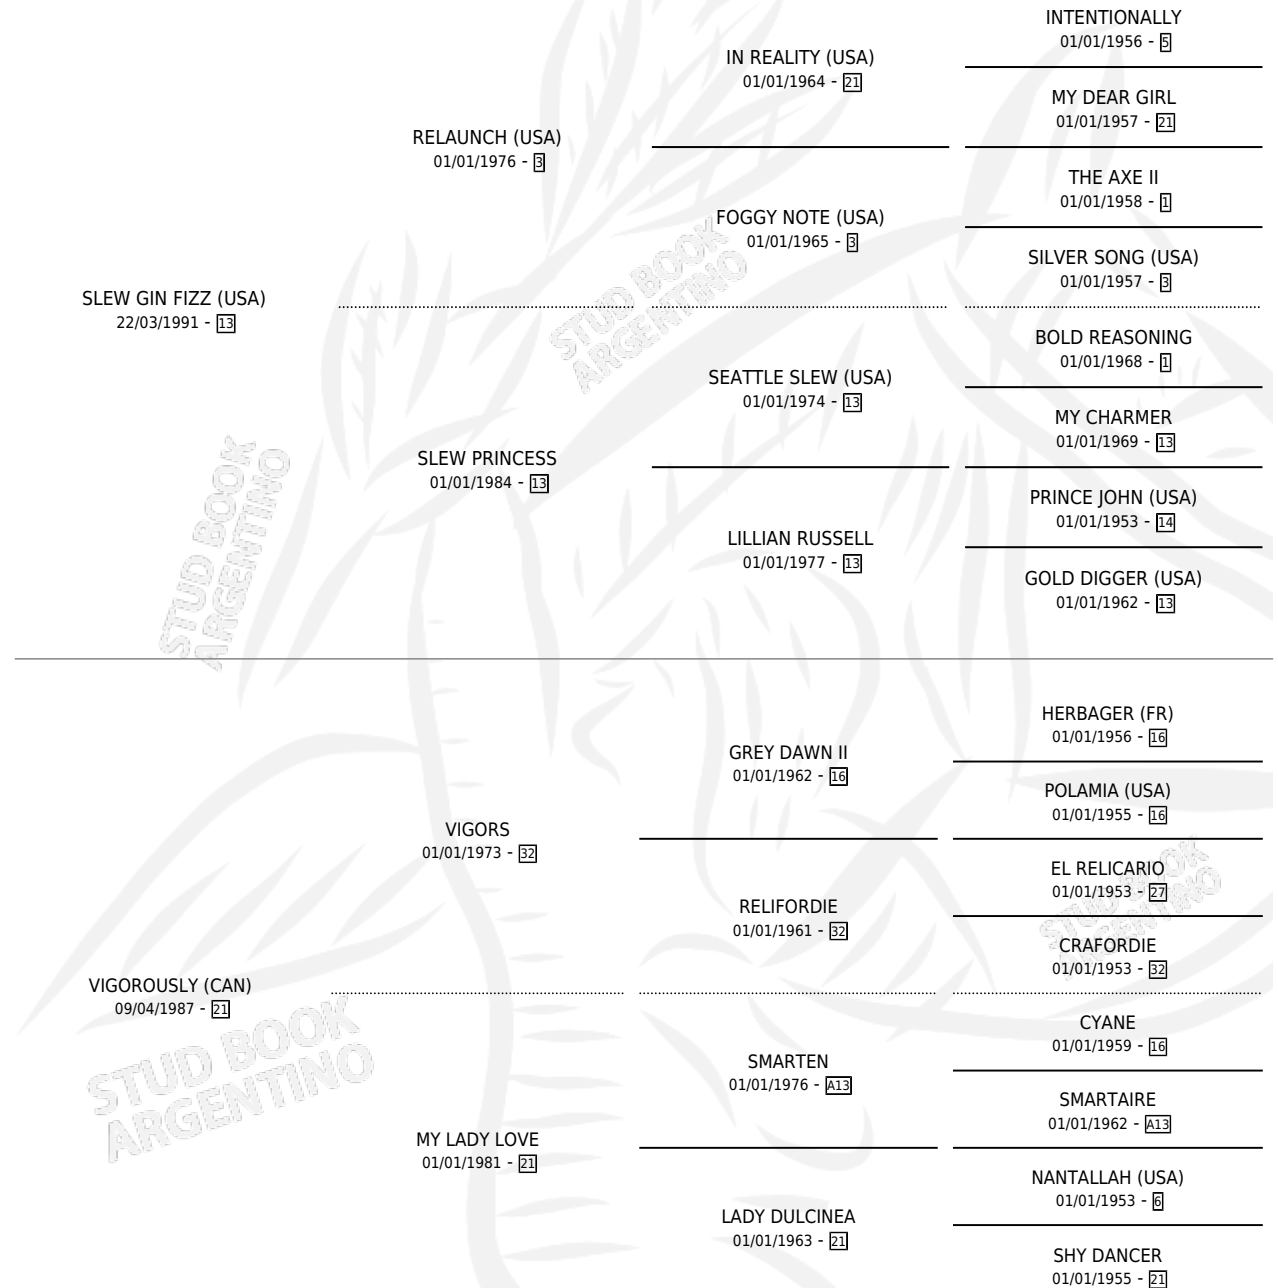 INTENTIONALLY
01/01/1956 - 5
IN REALITY (USA)
01/01/1964 - 21
MY DEAR GIRL
01/01/1957 - 21
RELAUNCH (USA)
01/01/1976 - 3
THE AXE II
01/01/1958 - 1
FOGGY NOTE (USA)
01/01/1965 - 3
SILVER SONG (USA)
01/01/1957 - 3
SLEW GIN FIZZ (USA)
22/03/1991 - 13
BOLD REASONING
01/01/1968 - 1
SEATTLE SLEW (USA)
01/01/1974 - 13
MY CHARMER
01/01/1969 - 13
SLEW PRINCESS
01/01/1984 - 13
PRINCE JOHN (USA)
01/01/1953 - 14
LILLIAN RUSSELL
01/01/1977 - 13
GOLD DIGGER (USA)
01/01/1962 - 13
HERBAGER (FR)
01/01/1956 - 16
GREY DAWN II
01/01/1962 - 16
POLAMIA (USA)
01/01/1955 - 16
VIGORS
01/01/1973 - 32
EL RELICARIO
01/01/1953 - 27
RELIFORDIE
01/01/1961 - 32
CRAFORDIE
01/01/1953 - 32
VIGOROUSLY (CAN)
09/04/1987 - 21
CYANE
01/01/1959 - 16
SMARTEN
01/01/1976 - A13
SMARTAIRE
01/01/1962 - A13
MY LADY LOVE
01/01/1981 - 21
NANTALLAH (USA)
01/01/1953 - 6
LADY DULCINEA
01/01/1963 - 21
SHY DANCER
01/01/1955 - 21
STUD BOOK
ARGENTINO
STUD BOOK
ARGENTINO
STUD BOOK
ARGENTINO
STUD BOOK
ARGENTINO